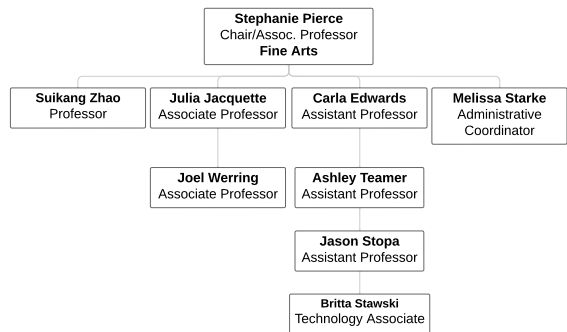 Stephanie Pierce
Chair/Assoc. Professor
Fine Arts
Suikang Zhao
Professor
Julia Jacquette
Associate Professor
Carla Edwards
Assistant Professor
Melissa Starke
Administrative
Coordinator
Joel Werring
Associate Professor
Ashley Teamer
Assistant Professor
Jason Stopa
Assistant Professor
Britta Stawski
Technology Associate